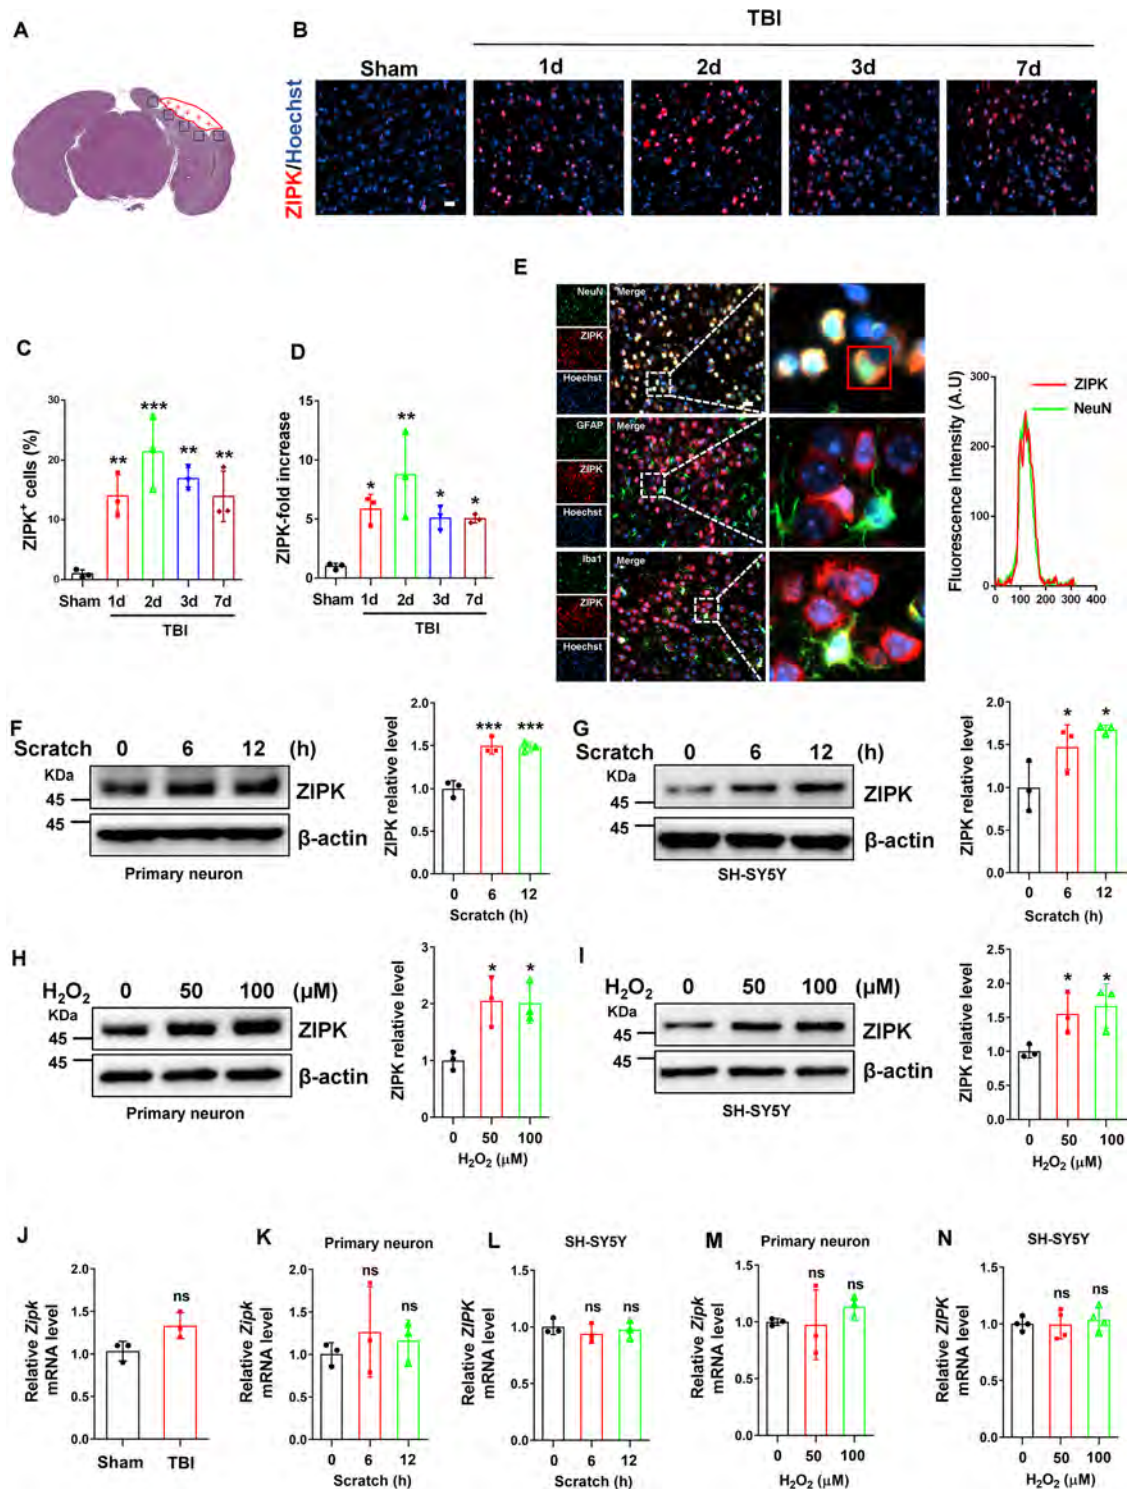 A
B
TBI
Sham
1d
2d
3d
7d
ZIPK/Hoechst
C
ZIPK+ cells (%)
30
20
10
0
**
***
**
**
Sham
1d
2d
3d
7d
TBI
D
ZIPK-fold increase
15
10
5
0
*
**
*
*
Sham
1d
2d
3d
7d
TBI
E
NeuN
ZIPK
Hoechst
Merge
GFAP
ZIPK
Hoechst
Merge
Iba1
ZIPK
Hoechst
Merge
Fluorescence Intensity (A.U)
300
200
100
0
0 100 200 300 400
ZIPK
NeuN
F
Scratch 0 6 12 (h)
KDa
45
45
ZIPK
β-actin
Primary neuron
ZIPK relative level
2.0
1.5
1.0
0.5
0.0
*** ***
0 6 12
Scratch (h)
G
Scratch 0 6 12 (h)
KDa
45
45
ZIPK
β-actin
SH-SY5Y
ZIPK relative level
2.0
1.5
1.0
0.5
0.0
* *
0 6 12
Scratch (h)
H
H₂O₂ 0 50 100 (μM)
KDa
45
45
ZIPK
β-actin
Primary neuron
ZIPK relative level
3
2
1
0
* *
0 50 100
H₂O₂ (μM)
I
H₂O₂ 0 50 100 (μM)
KDa
45
45
ZIPK
β-actin
SH-SY5Y
ZIPK relative level
2.5
2.0
1.5
1.0
0.5
0.0
* *
0 50 100
H₂O₂ (μM)
J
Relative Zipk
mRNA level
2.0
1.5
1.0
0.5
0.0
ns
Sham TBI
K
Primary neuron
Relative Zipk
mRNA level
2.0
1.5
1.0
0.5
0.0
ns ns
0 6 12
Scratch (h)
L
SH-SY5Y
Relative ZIPK
mRNA level
1.5
1.0
0.5
0.0
ns ns
0 6 12
Scratch (h)
M
Primary neuron
Relative Zipk
mRNA level
1.5
1.0
0.5
0.0
ns ns
0 50 100
H₂O₂ (μM)
N
SH-SY5Y
Relative ZIPK
mRNA level
1.5
1.0
0.5
0.0
ns ns
0 50 100
H₂O₂ (μM)